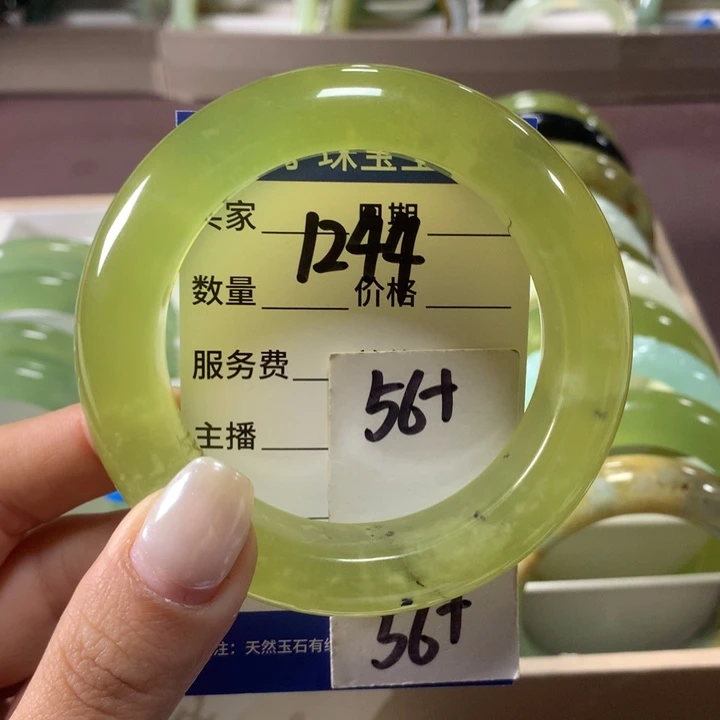 珠宝
买家 日期
1244
数量 价格
服务费
56+
主播
56+
注：天然玉石有